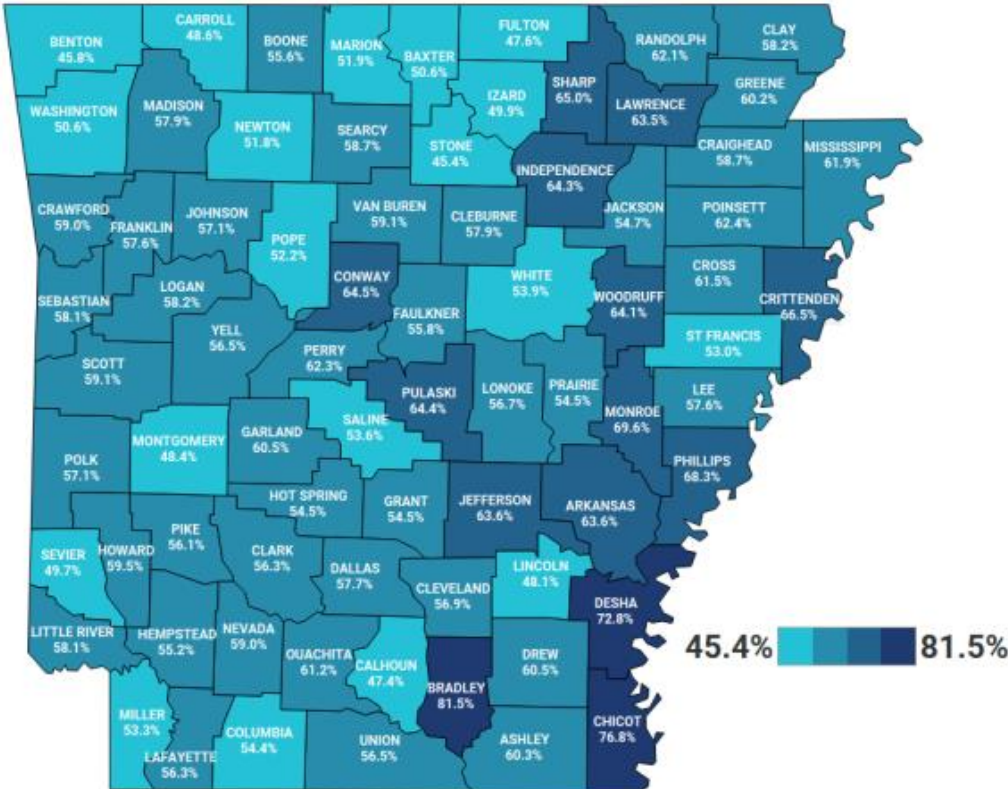 BENTON
45.8%
CARROLL
48.6%
BOONE
55.6%
MARION
51.9%
BAXTER
50.6%
FULTON
47.6%
RANDOLPH
62.1%
CLAY
58.2%
WASHINGTON
50.6%
MADISON
57.9%
NEWTON
51.8%
SEARCY
58.7%
STONE
45.4%
IZARD
49.9%
SHARP
65.0%
LAWRENCE
63.5%
GREENE
60.2%
INDEPENDENCE
64.3%
CRAIGHEAD
58.7%
MISSISSIPPI
61.9%
CRAWFORD
59.0%
FRANKLIN
57.6%
JOHNSON
57.1%
POPE
52.2%
VAN BUREN
59.1%
CLEBURNE
57.9%
JACKSON
54.7%
POINSETT
62.4%
SEBASTIAN
58.1%
LOGAN
58.2%
YELL
56.5%
CONWAY
64.5%
FAULKNER
55.8%
WHITE
53.9%
WOODRUFF
64.1%
CROSS
61.5%
CRITTENDEN
66.5%
ST FRANCIS
53.0%
SCOTT
59.1%
PERRY
62.3%
PULASKI
64.4%
LONOKE
56.7%
PRAIRIE
54.5%
MONROE
69.6%
LEE
57.6%
POLK
57.1%
MONTGOMERY
48.4%
GARLAND
60.5%
SALINE
53.6%
PHILLIPS
68.3%
HOT SPRING
54.5%
GRANT
54.5%
JEFFERSON
63.6%
ARKANSAS
63.6%
SEVIER
49.7%
HOWARD
59.5%
PIKE
56.1%
CLARK
56.3%
DALLAS
57.7%
CLEVELAND
56.9%
LINCOLN
48.1%
DESHA
72.8%
LITTLE RIVER
58.1%
HEMPSTEAD
55.2%
NEVADA
59.0%
OUACHITA
61.2%
CALHOUN
47.4%
BRADLEY
81.5%
DREW
60.5%
45.4% 81.5%
MILLER
53.3%
LAFAYETTE
56.3%
COLUMBIA
54.4%
UNION
56.5%
ASHLEY
60.3%
CHICOT
76.8%